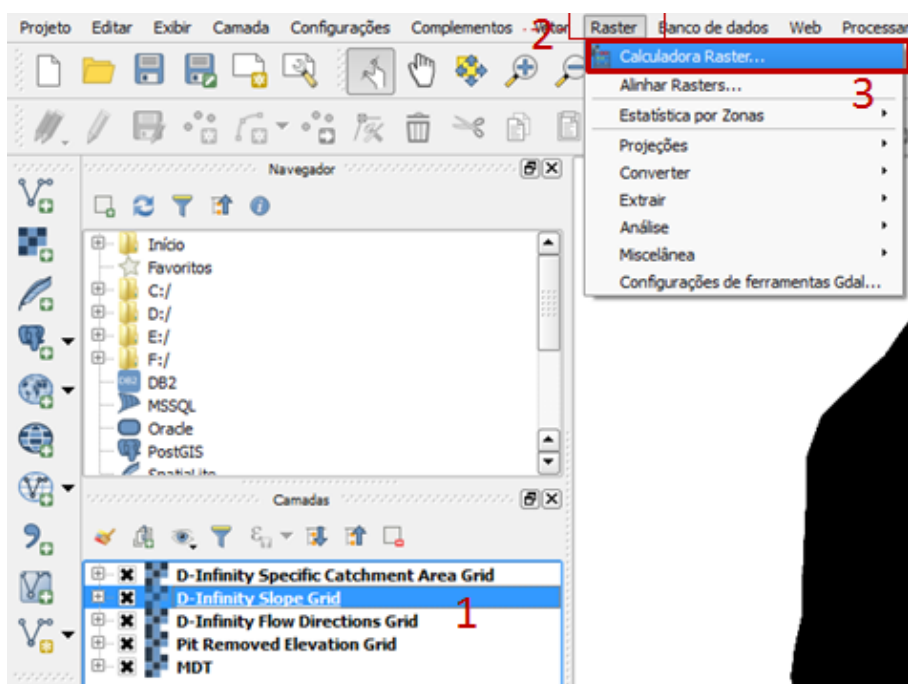 Projeto Editar Exibir Camada Configurações Complementos Vetor Raster Banco de dados Web Processar
2
Calculadora Raster...
3
Alinhar Rasters...
Estatística por Zonas
Projeções
Converter
Extrair
Análise
Miscelânea
Configurações de ferramentas Gdal...
Navegador
Início
Favoritos
C:/
D:/
E:/
F:/
DB2
MSSQL
Oracle
PostGIS
SpatiaLite
Camadas
D-Infinity Specific Catchment Area Grid
D-Infinity Slope Grid
1
D-Infinity Flow Directions Grid
Pit Removed Elevation Grid
MDT